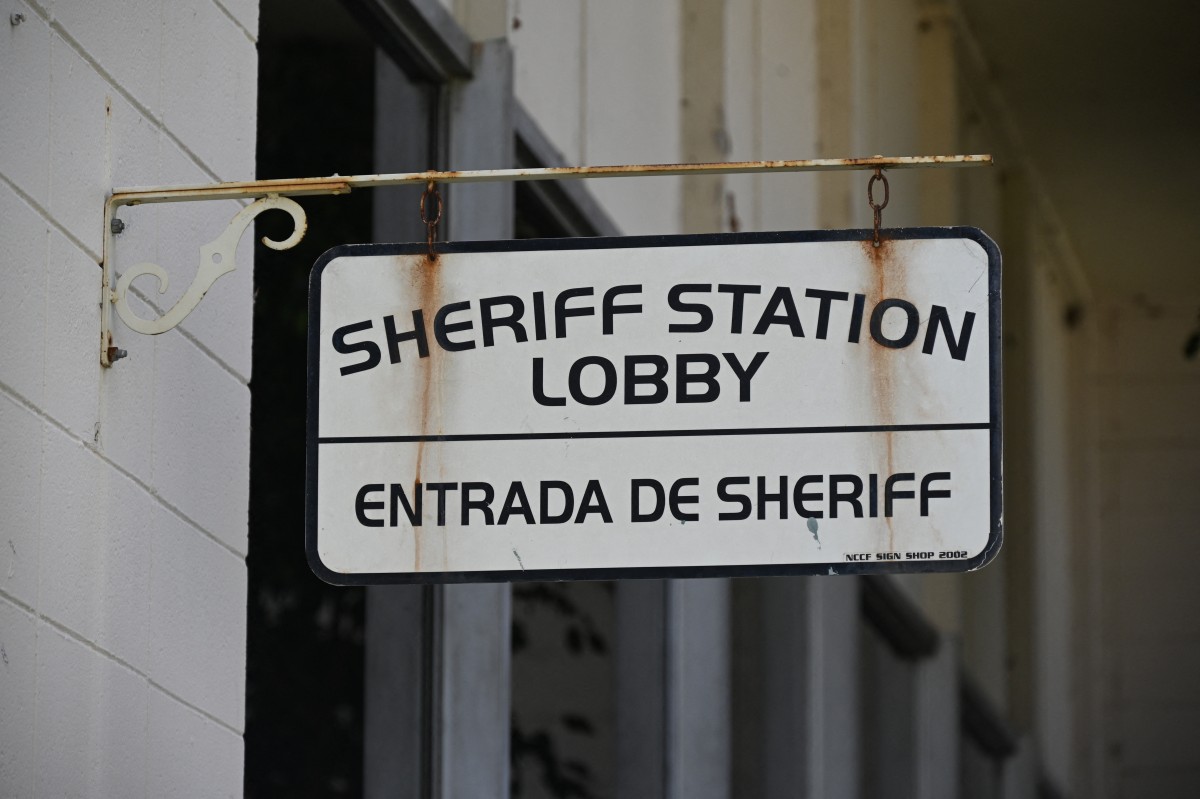 SHERIFF STATION
LOBBY
ENTRADA DE SHERIFF
NCCF SIGN SHOP 2002